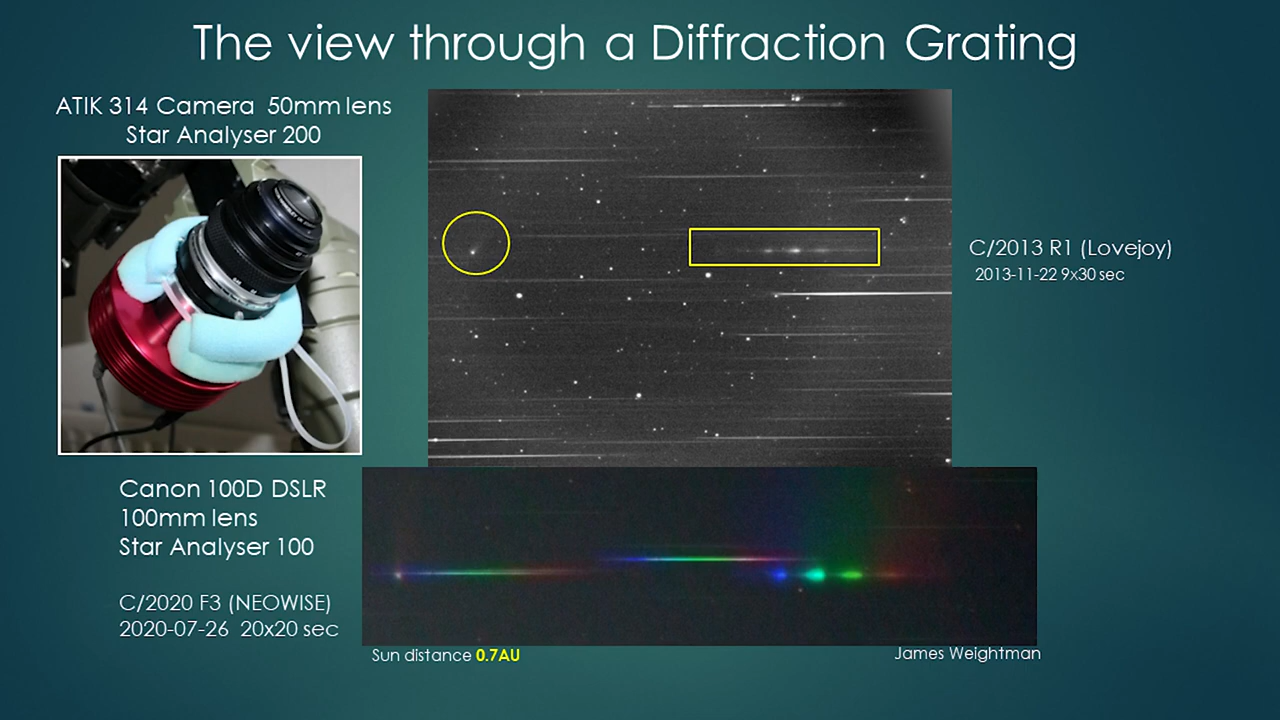 The view through a Diffraction Grating
ATIK 314 Camera 50mm lens
Star Analyser 200
C/2013 R1 (Lovejoy)
2013-11-22 9x30 sec
Canon 100D DSLR
100mm lens
Star Analyser 100
C/2020 F3 (NEOWISE)
2020-07-26 20x20 sec
Sun distance 0.7AU
James Weightman